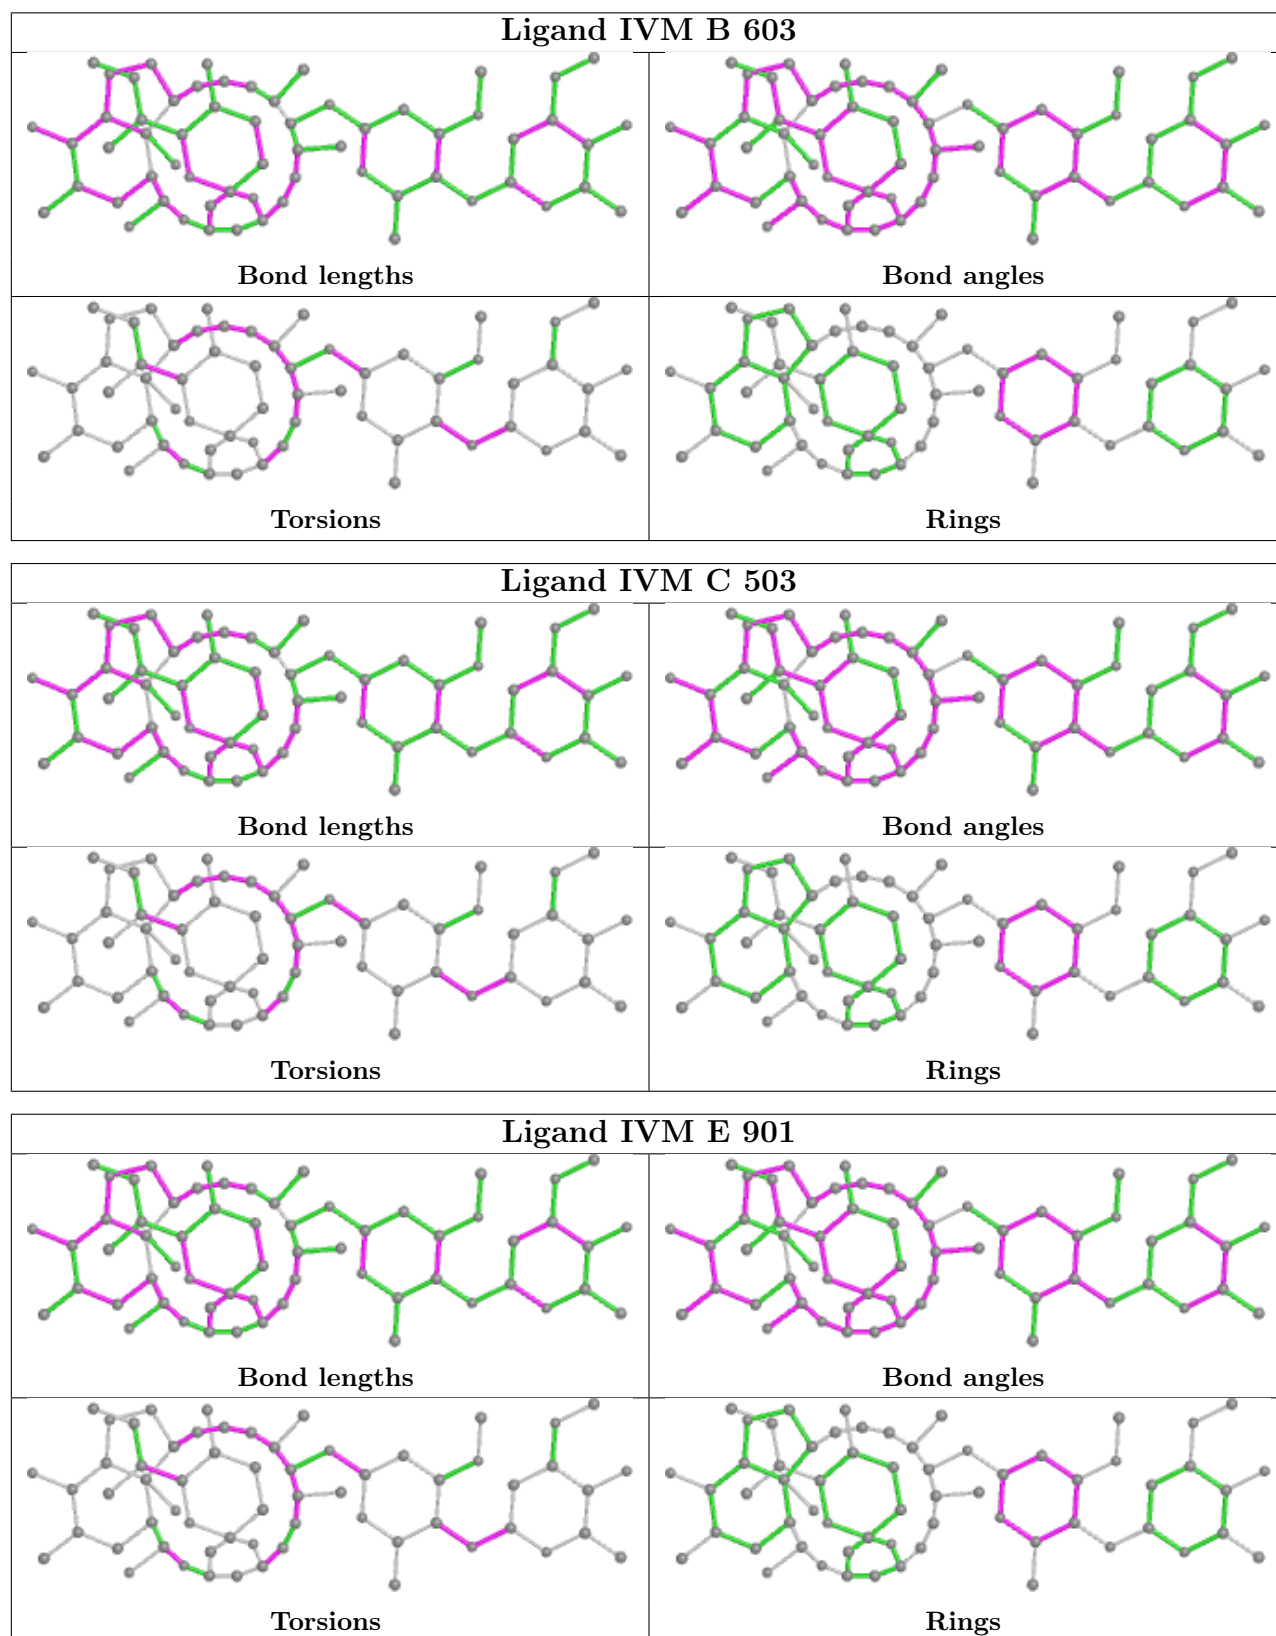 Ligand IVM B 603
Bond lengths
Bond angles
Torsions
Rings
Ligand IVM C 503
Bond lengths
Bond angles
Torsions
Rings
Ligand IVM E 901
Bond lengths
Bond angles
Torsions
Rings